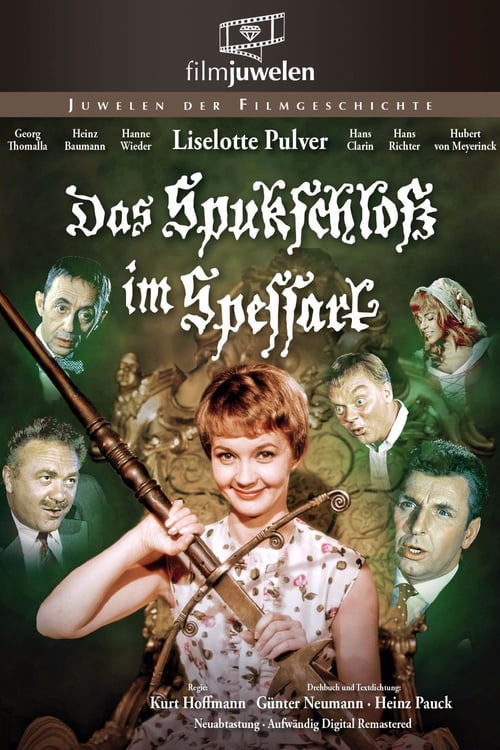 filmjuwelen
Juwelen der Filmgeschichte
Georg Thomalla
Heinz Baumann
Hanne Wieder
Liselotte Pulver
Hans Clarin
Hans Richter
Hubert von Meyerinck
Das Spukſchloß
im Speſſart
Regie:
Kurt Hoffmann
Drehbuch und Textdichtung:
Günter Neumann · Heinz Pauck
Neuabtastung · Aufwändig Digital Remastered